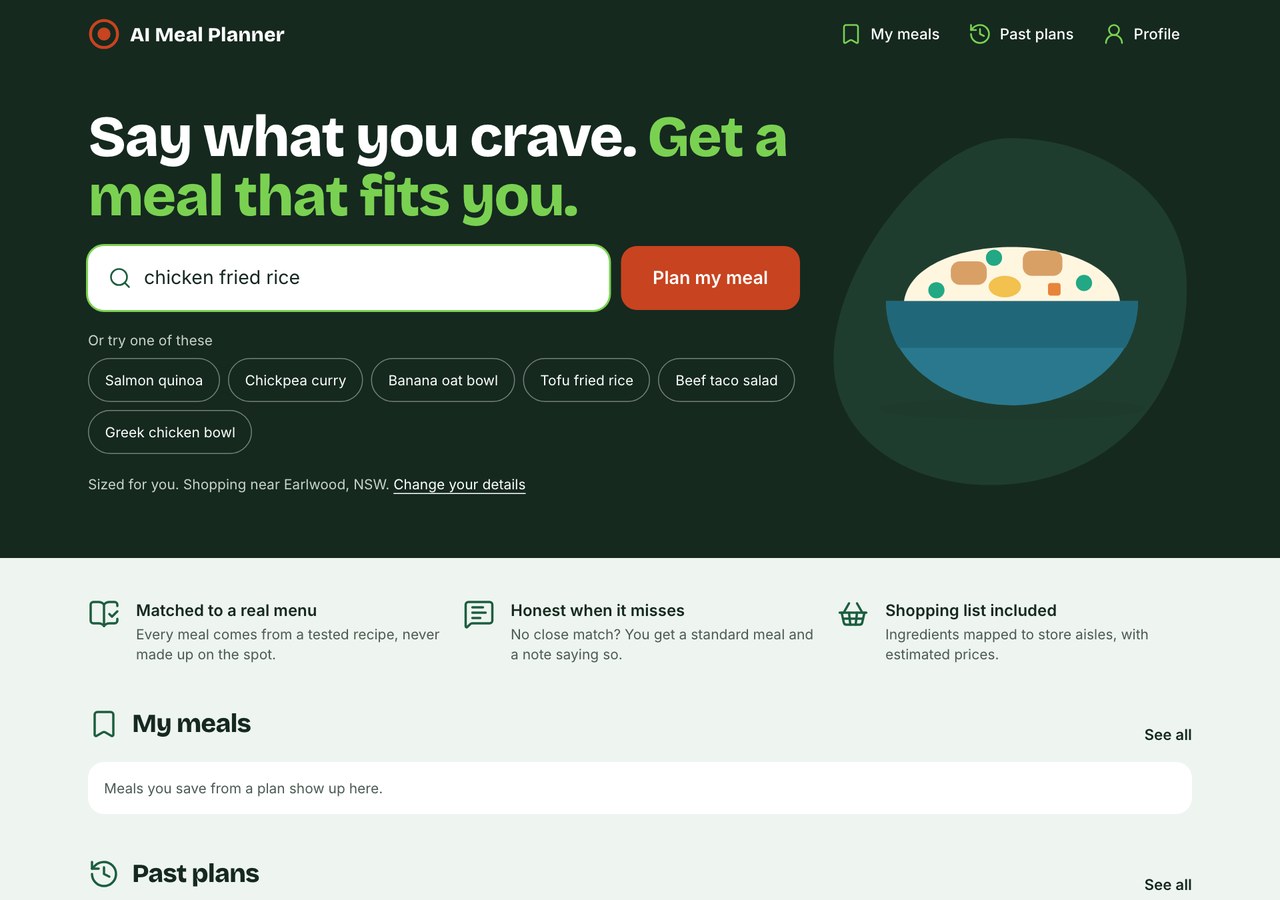 AI Meal Planner
My meals
Past plans
Profile
Say what you crave. Get a
meal that fits you.
chicken fried rice
Plan my meal
Or try one of these
Salmon quinoa
Chickpea curry
Banana oat bowl
Tofu fried rice
Beef taco salad
Greek chicken bowl
Sized for you. Shopping near Earlwood, NSW. Change your details
Matched to a real menu
Every meal comes from a tested recipe, never
made up on the spot.
Honest when it misses
No close match? You get a standard meal and
a note saying so.
Shopping list included
Ingredients mapped to store aisles, with
estimated prices.
My meals
See all
Meals you save from a plan show up here.
Past plans
See all